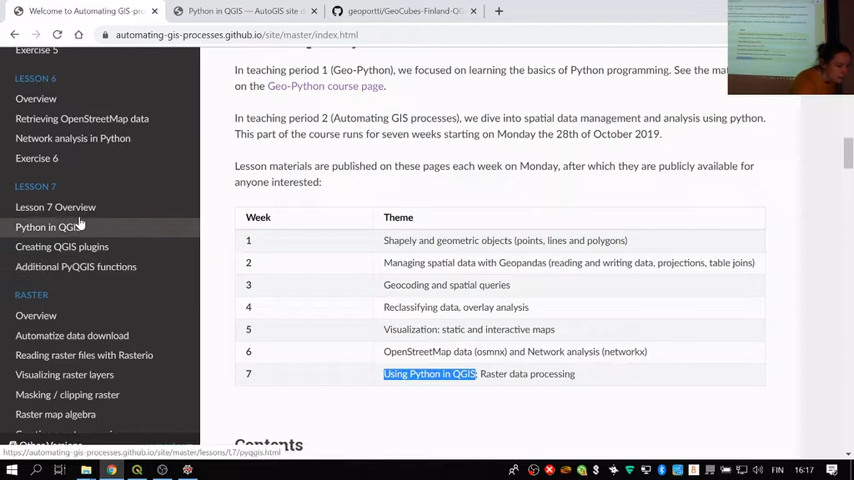 Welcome to Automating GIS-pro
Python in QGIS — AutoGIS site d
geoportti/GeoCubes-Finland-QG
automating-gis-processes.github.io/site/master/index.html
Exercise 5
LESSON 6
Overview
Retrieving OpenStreetMap data
Network analysis in Python
Exercise 6
LESSON 7
Lesson 7 Overview
Python in QGIS
Creating QGIS plugins
Additional PyQGIS functions
RASTER
Overview
Automatize data download
Reading raster files with Rasterio
Visualizing raster layers
Masking / clipping raster
Raster map algebra
In teaching period 1 (Geo-Python), we focused on learning the basics of Python programming. See the ma
on the Geo-Python course page.
In teaching period 2 (Automating GIS processes), we dive into spatial data management and analysis using python.
This part of the course runs for seven weeks starting on Monday the 28th of October 2019.
Lesson materials are published on these pages each week on Monday, after which they are publicly available for
anyone interested:
Week Theme
1 Shapely and geometric objects (points, lines and polygons)
2 Managing spatial data with Geopandas (reading and writing data, projections, table joins)
3 Geocoding and spatial queries
4 Reclassifying data, overlay analysis
5 Visualization: static and interactive maps
6 OpenStreetMap data (osmnx) and Network analysis (networkx)
7 Using Python in QGIS; Raster data processing
Contents
https://automating-gis-processes.github.io/site/master/lessons/L7/pyqgis.html
FIN
16:17